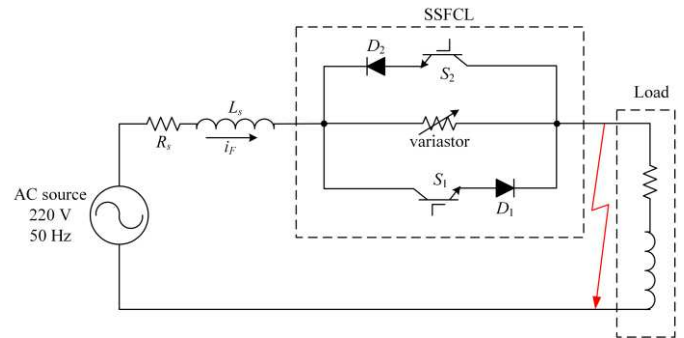 SSFCL
D2
S2
Load
Ls
Rs
iF
variastor
S1
D1
AC source
220 V
50 Hz